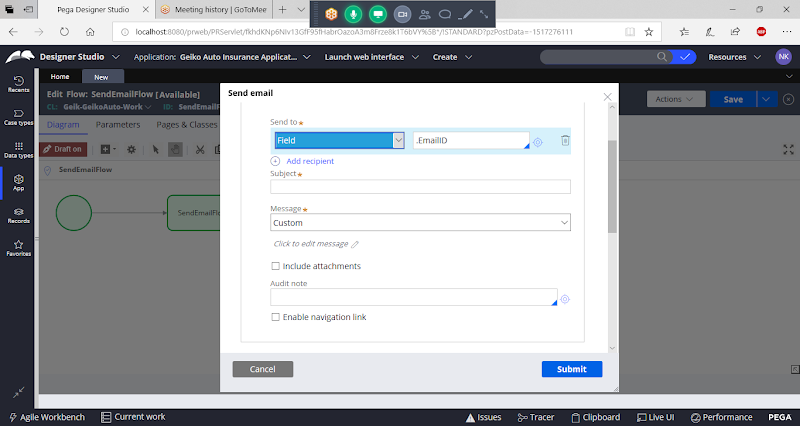 Pega Designer Studio
Meeting history | GoToMee
localhost:8080/prweb/PRServlet/fkhdKNp6NIv13GfF95fHabrOazoA3m8Frze8k1T6bVY%5B*/!STANDARD?pzPostData=-1517276111
Designer Studio
Application: Geiko Auto Insurance Applicat...
Launch web interface
Create
Resources
NK
Recents
Case types
Data types
App
Records
Favorites
Home
New
Edit Flow: SendEmailFlow [Available]
CL: Geik-GeikoAuto-Work
ID: SendEmailF
Actions
Save
Diagram
Parameters
Pages & Classes
Draft on
SendEmailFlow
SendEmailFle
Send email
Send to
Field
.EmailID
Add recipient
Subject
Message
Custom
Click to edit message
Include attachments
Audit note
Enable navigation link
Cancel
Submit
Agile Workbench
Current work
Issues
Tracer
Clipboard
Live UI
Performance
PEGA